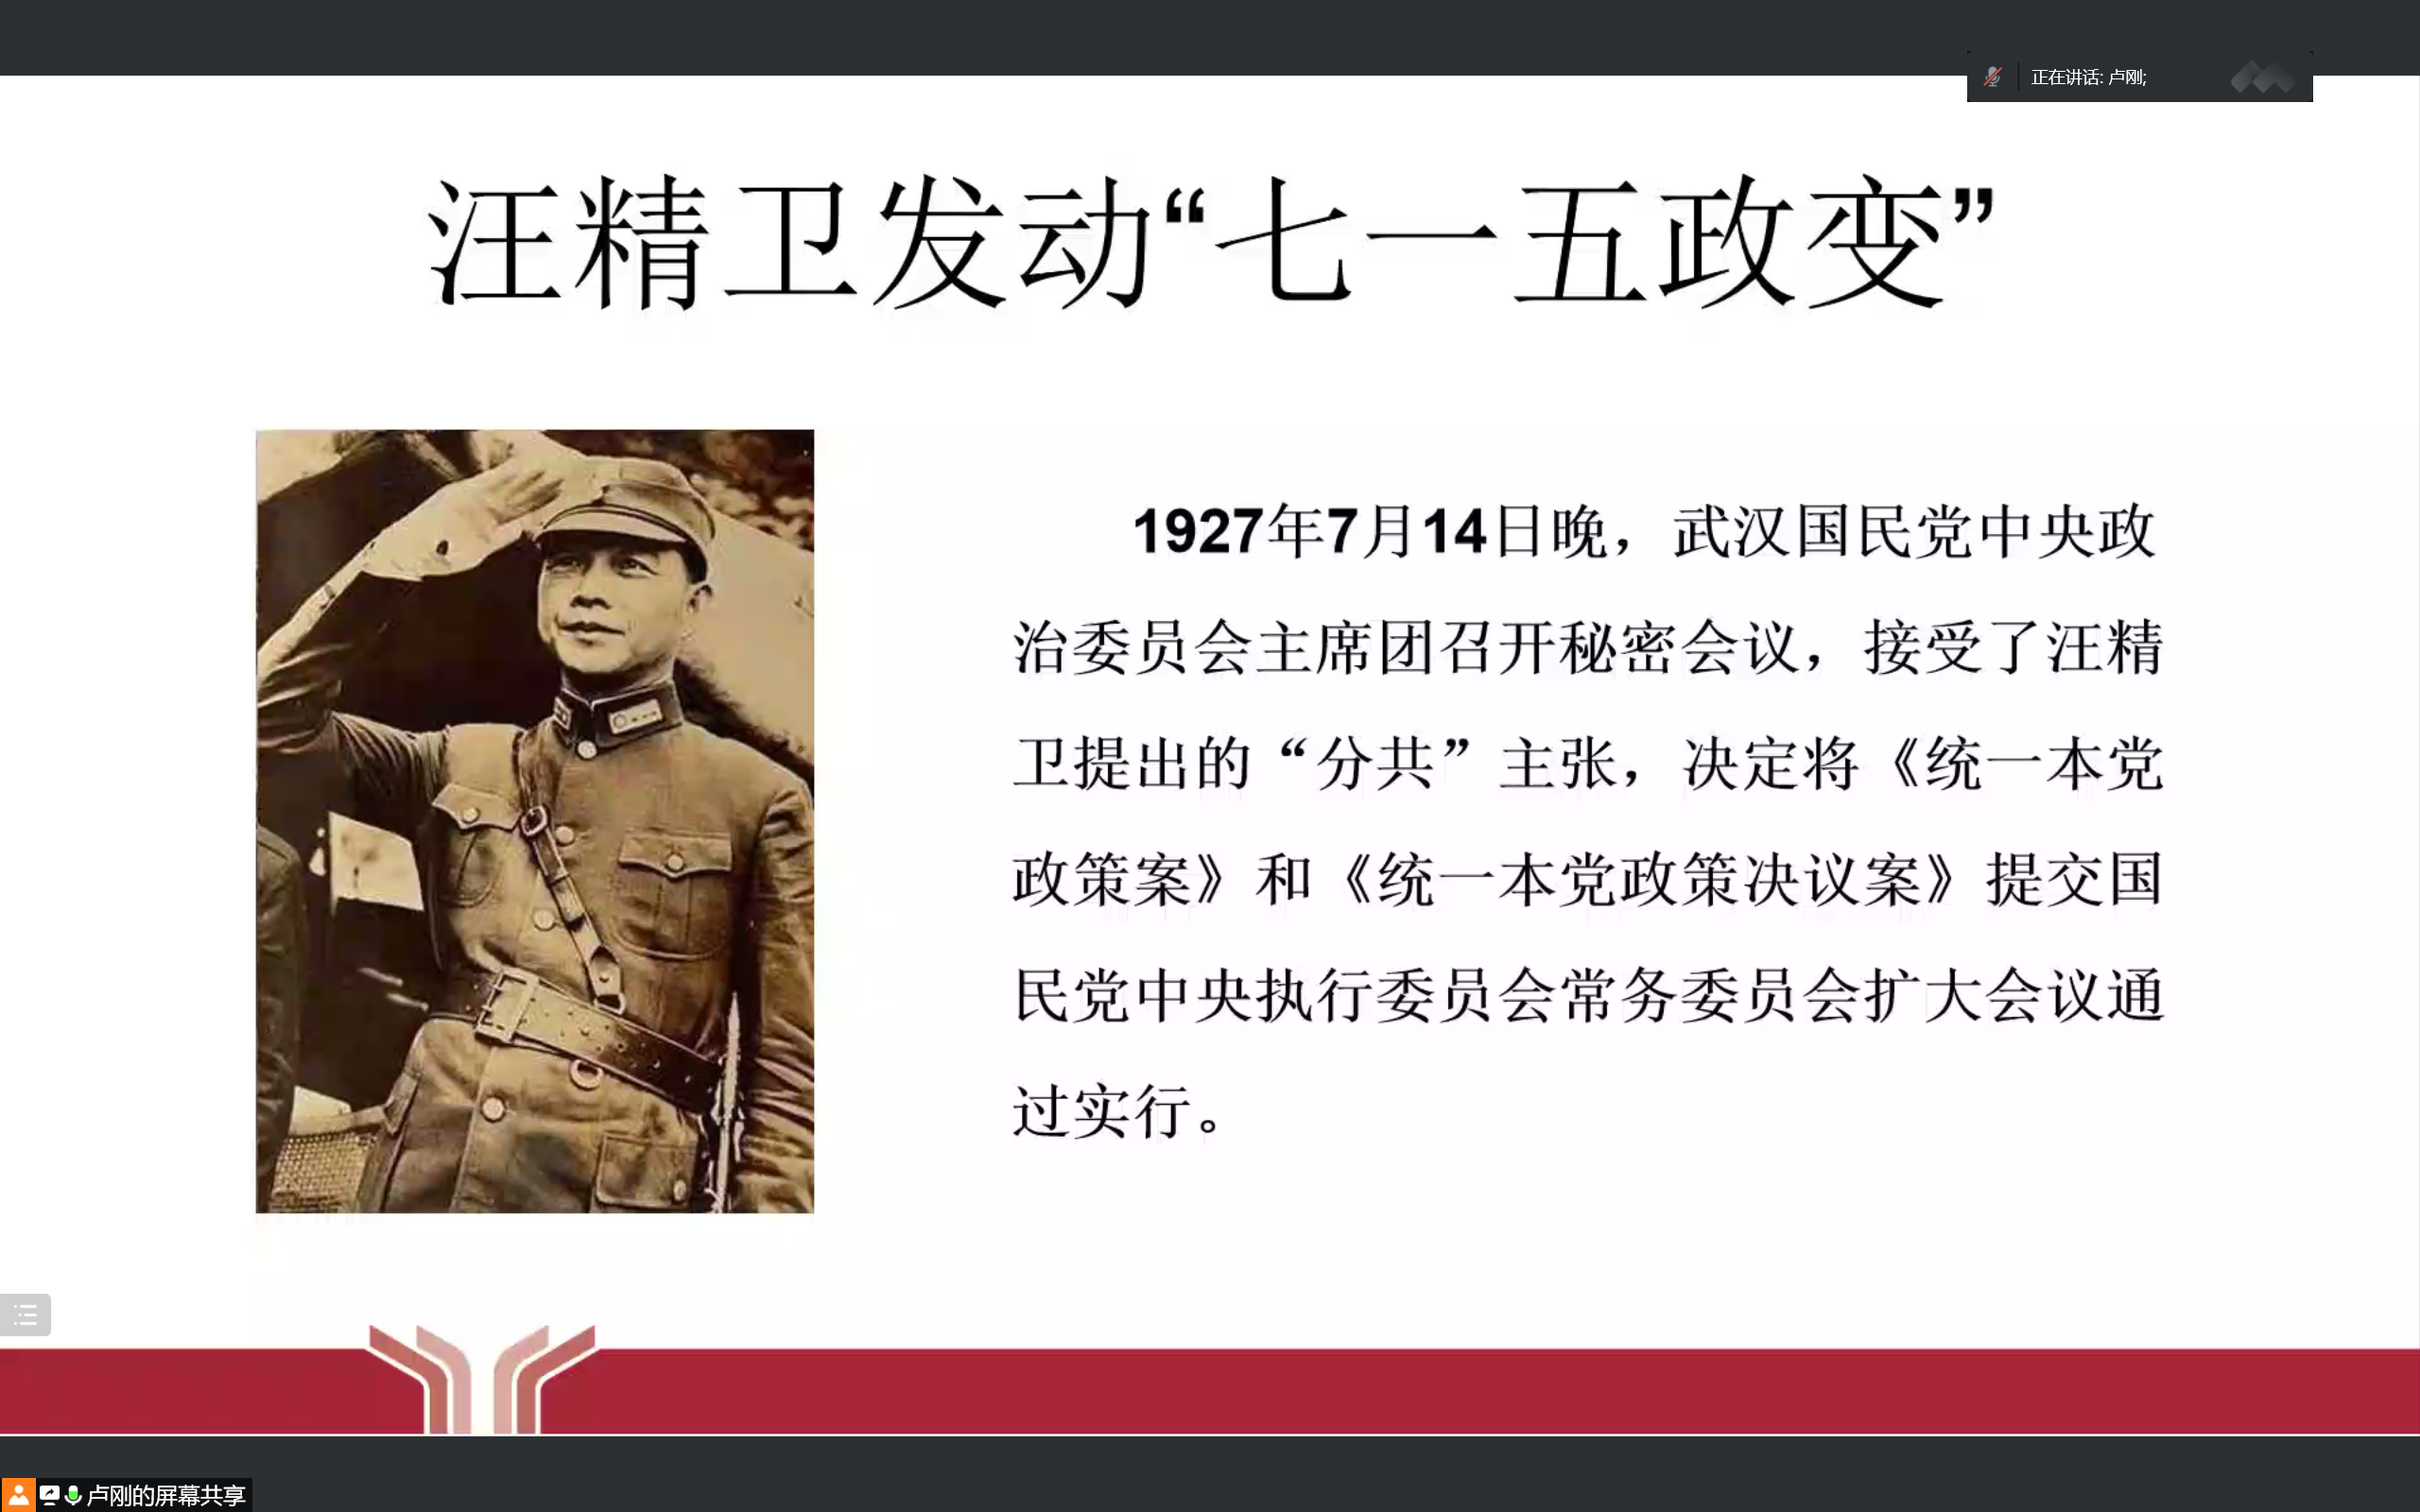 正在讲话: 卢刚;
汪精卫发动“七一五政变”
1927年7月14日晚，武汉国民党中央政
治委员会主席团召开秘密会议，接受了汪精
卫提出的“分共”主张，决定将《统一本党
政策案》和《统一本党政策决议案》提交国
民党中央执行委员会常务委员会扩大会议通
过实行。
卢刚的屏幕共享